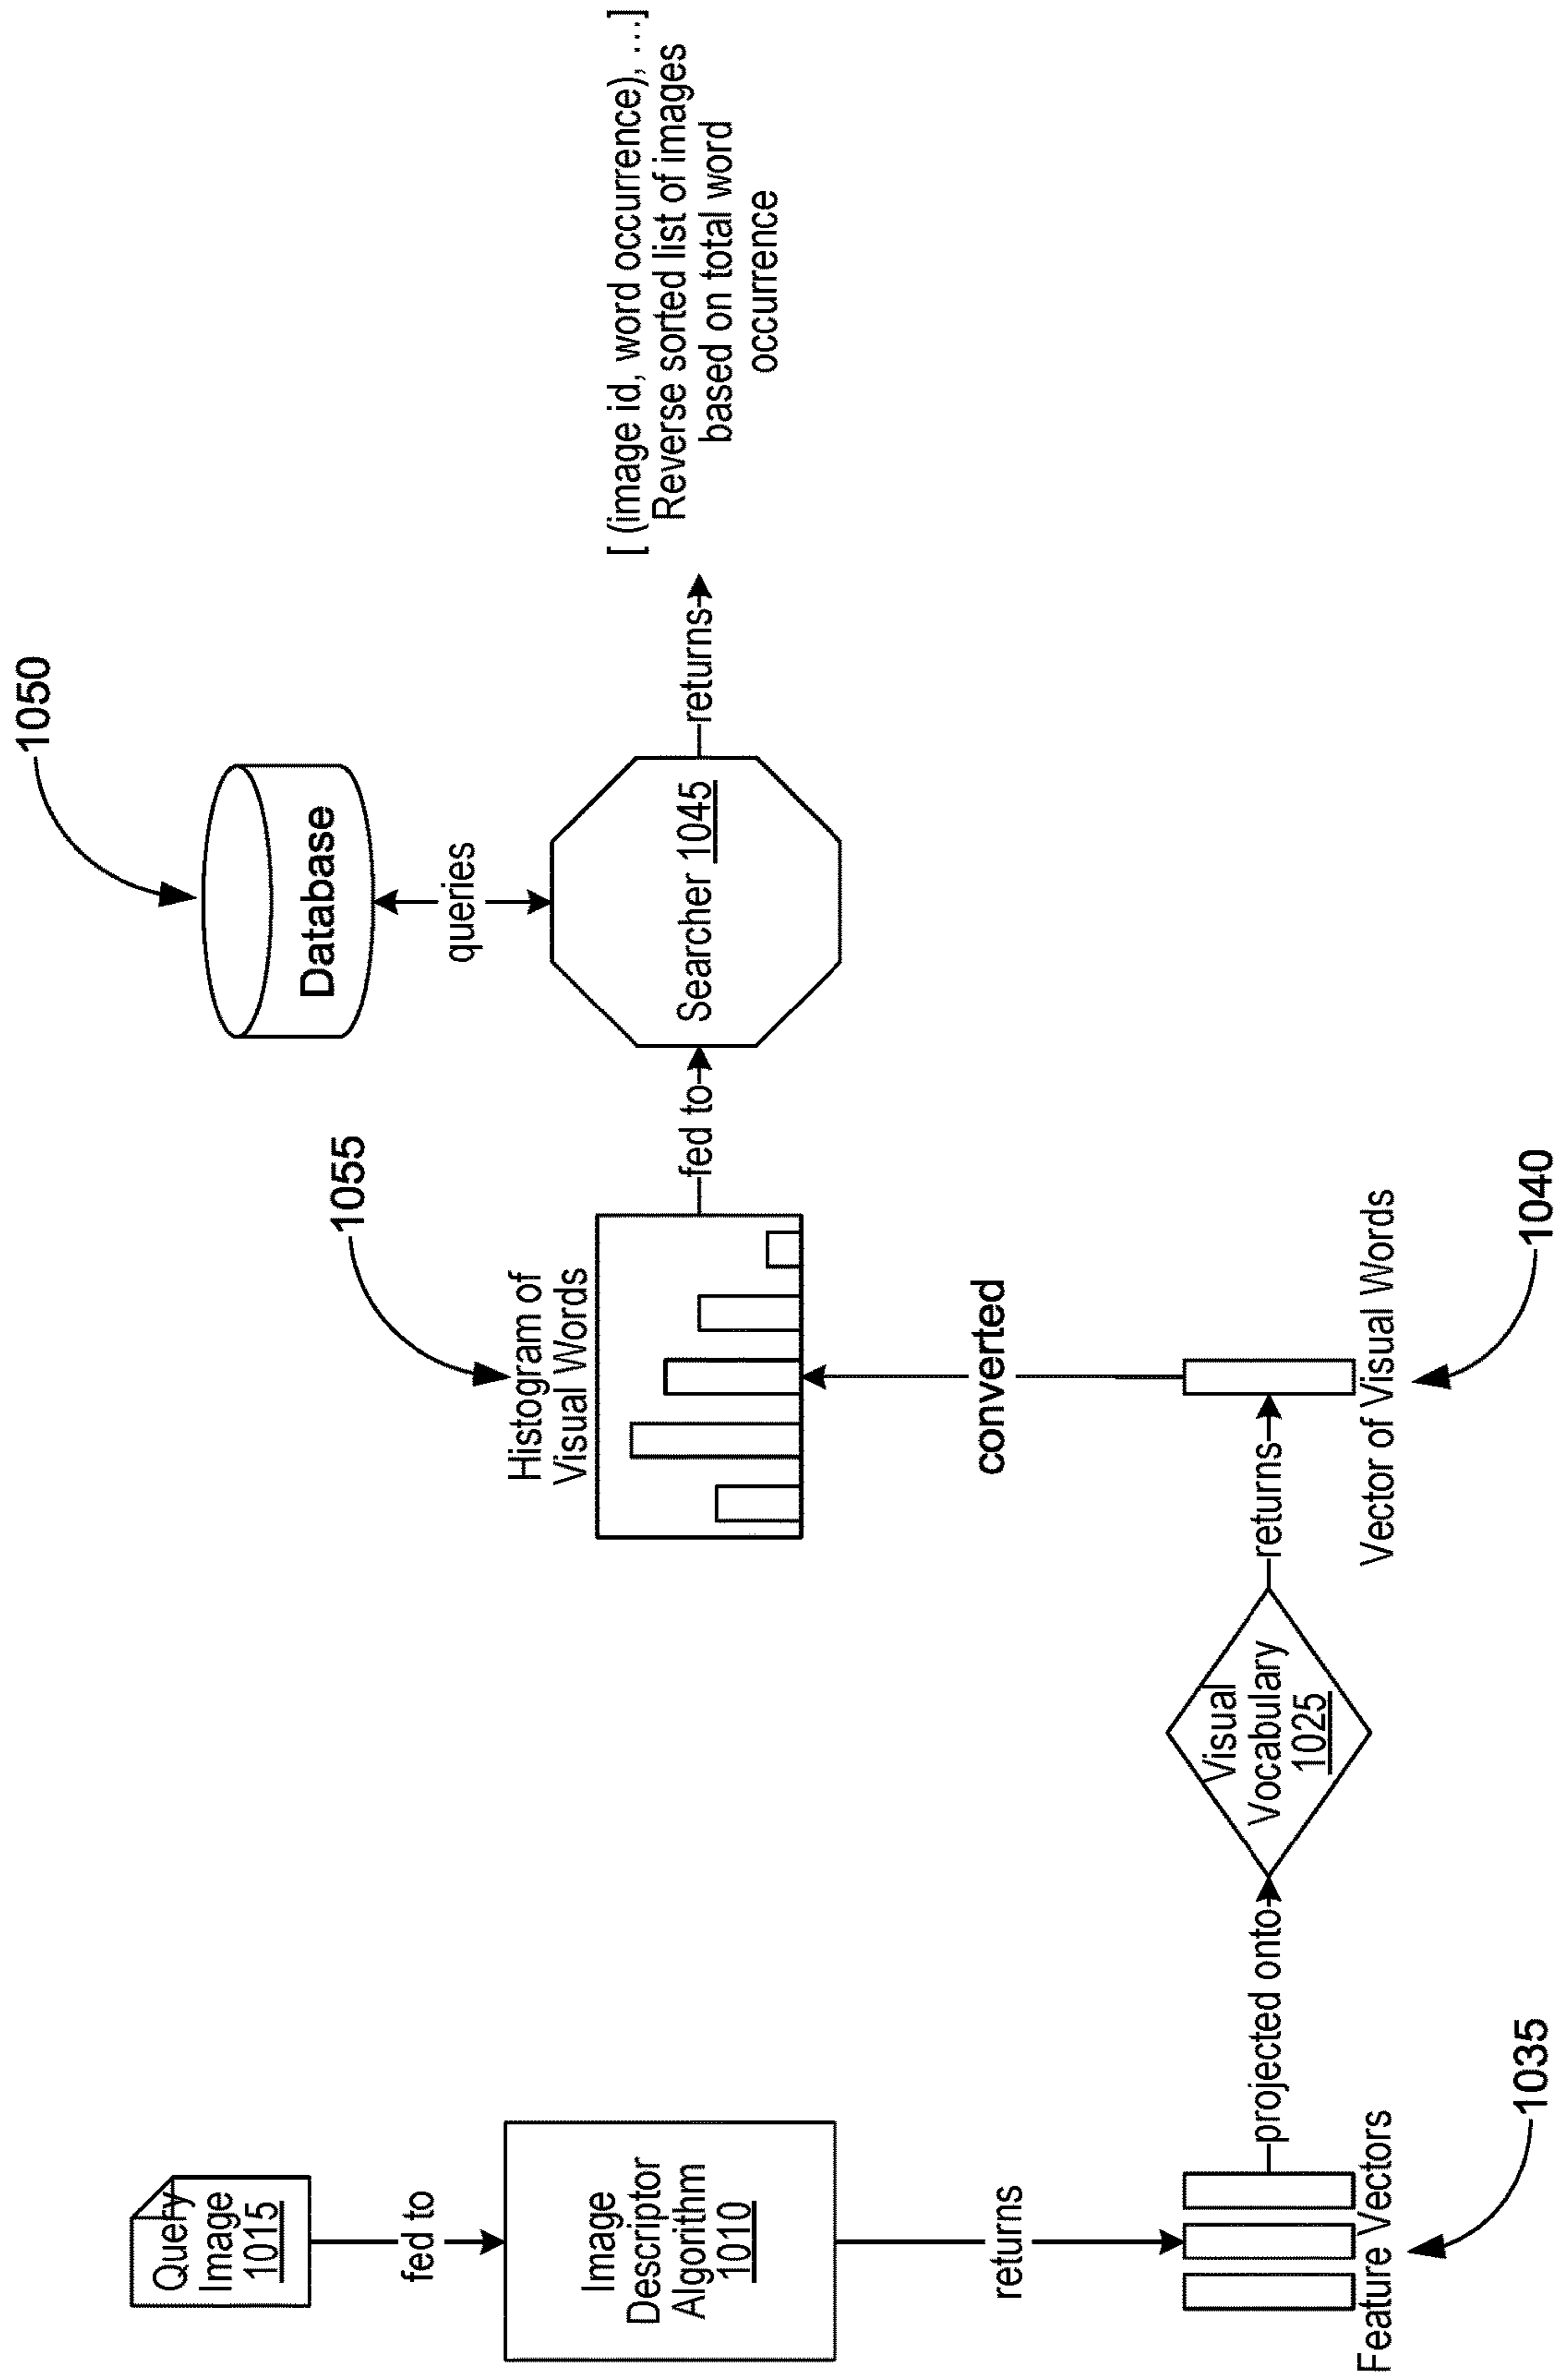 Query
Image
1015
fed to
Image
Descriptor
Algorithm
1010
returns
Feature Vectors
1035
projected onto
Visual
Vocabulary
1025
returns
Vector of Visual Words
1040
converted
Histogram of
Visual Words
1055
fed to
Searcher 1045
queries
Database
1050
returns
[ (image id, word occurrence), ...]
Reverse sorted list of images
based on total word
occurrence